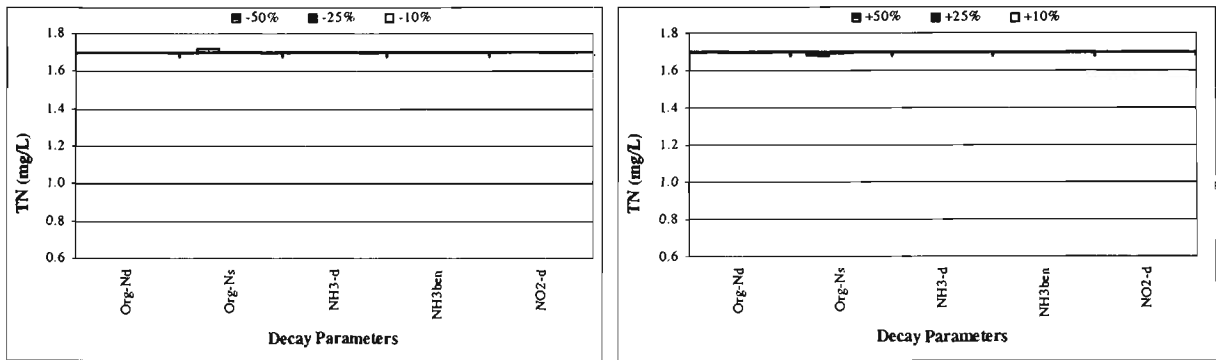 -50% -25% -10%
1.8
1.6
1.4
1.2
1.0
0.8
0.6
TN (mg/L)
Org-Nd
Org-Ns
NH3-d
NH3ben
NO2-d
Decay Parameters
+50% +25% +10%
1.8
1.6
1.4
1.2
1.0
0.8
0.6
TN (mg/L)
Org-Nd
Org-Ns
NH3-d
NH3ben
NO2-d
Decay Parameters